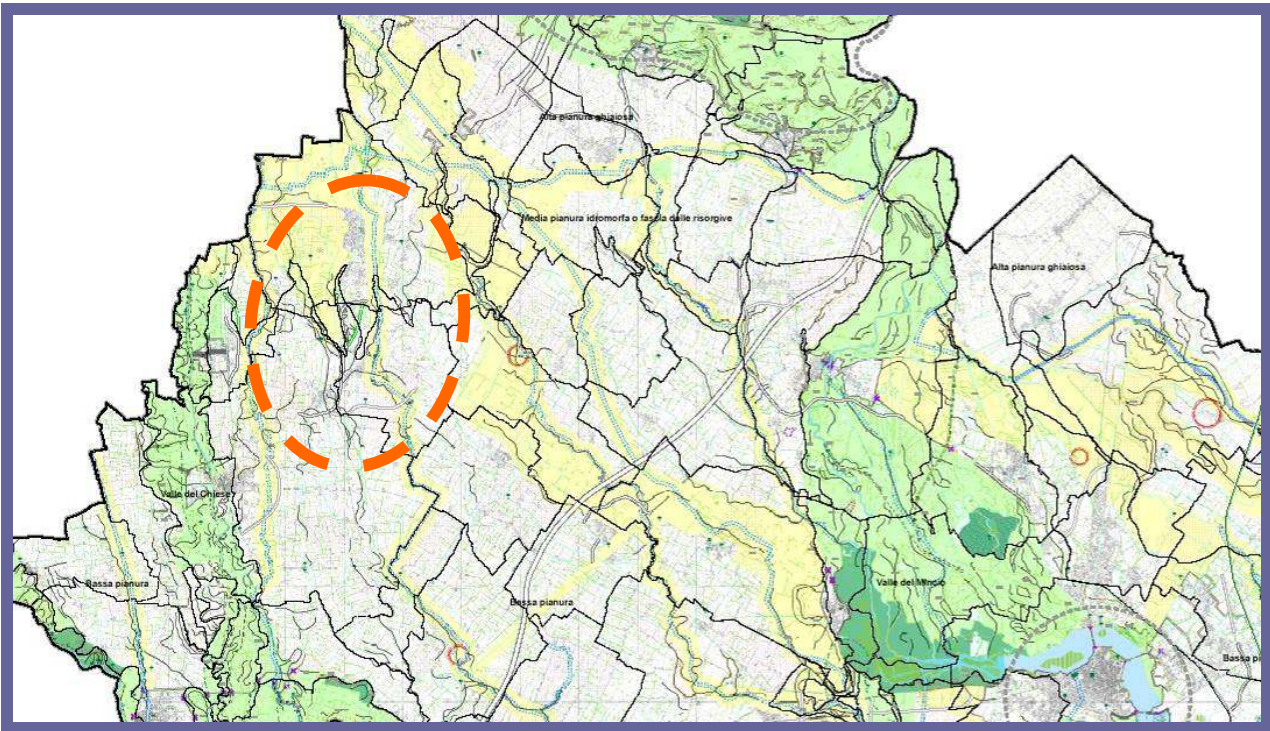 Alta pianura ghiaiosa
Media pianura idromorfa o fascia delle risorgive
Alta pianura ghiaiosa
Valle del Chiese
Bassa pianura
Valle del Mincio
Bassa pianura
Bassa pi